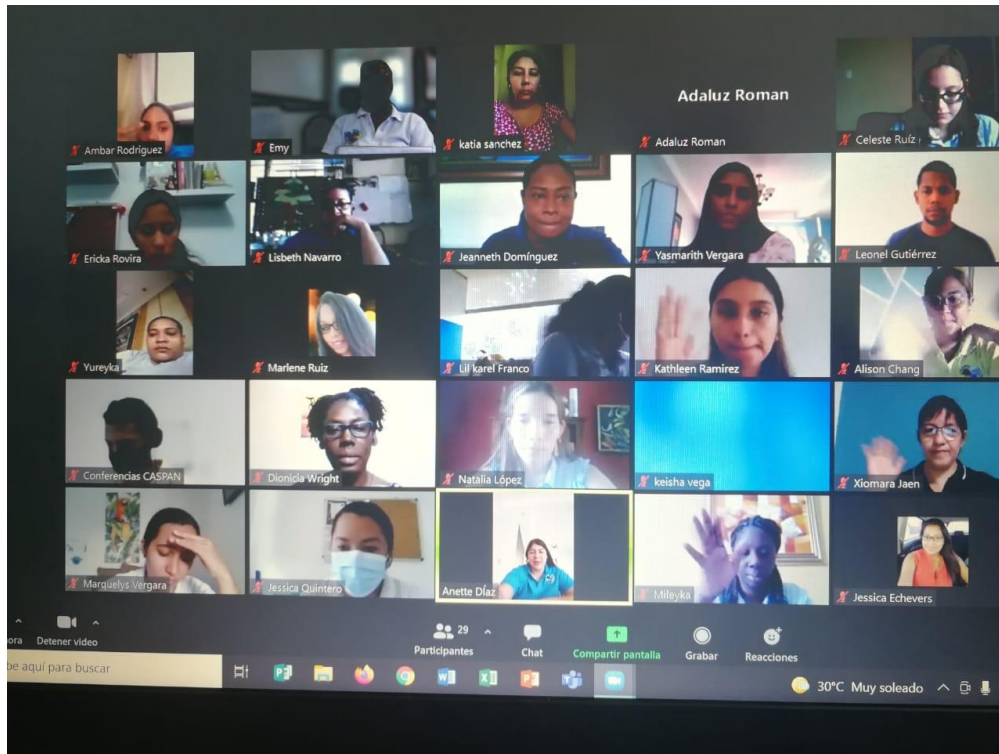 Adaluz Roman
Ambar Rodriguez
Emy
katia sanchez
Adaluz Roman
Celeste Ruíz
Ericka Rovira
Lisbeth Navarro
Jeanneth Domínguez
Yasmarith Vergara
Leonel Gutiérrez
Yureyka
Marlene Ruiz
Lil karel Franco
Kathleen Ramirez
Alison Chang
Conferencias CASPAN
Dionicia Wright
Natalia López
keisha vega
Xiomara Jaen
Marquelys Vergara
Jessica Quintero
Anette Díaz
Mileyka
Jessica Echevers
ora
Detener video
29
Participantes
Chat
Compartir pantalla
Grabar
Reacciones
be aquí para buscar
30°C Muy soleado